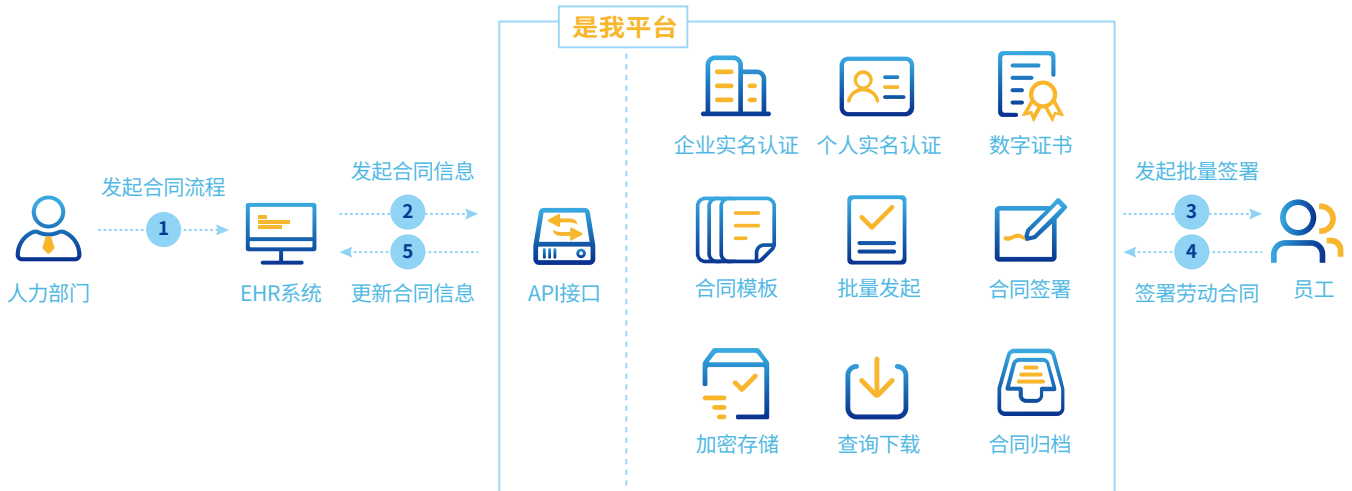 是我平台
企业实名认证
个人实名认证
数字证书
发起合同流程
1
发起合同信息
2
5
发起批量签署
3
4
人力部门
EHR系统
更新合同信息
API接口
合同模板
批量发起
合同签署
签署劳动合同
员工
加密存储
查询下载
合同归档